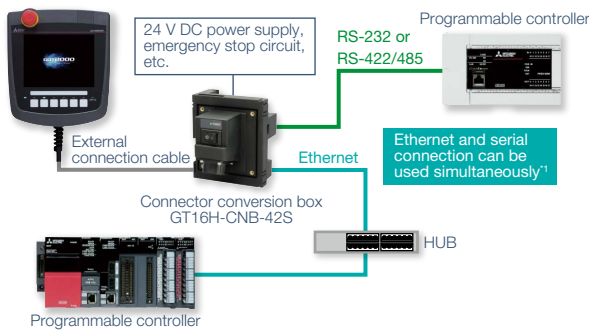 Programmable controller
24 V DC power supply,
emergency stop circuit,
etc.
RS-232 or
RS-422/485
GOT2000
External
connection cable
Ethernet
Ethernet and serial
connection can be
used simultaneously*1
Connector conversion box
GT16H-CNB-42S
HUB
Programmable controller